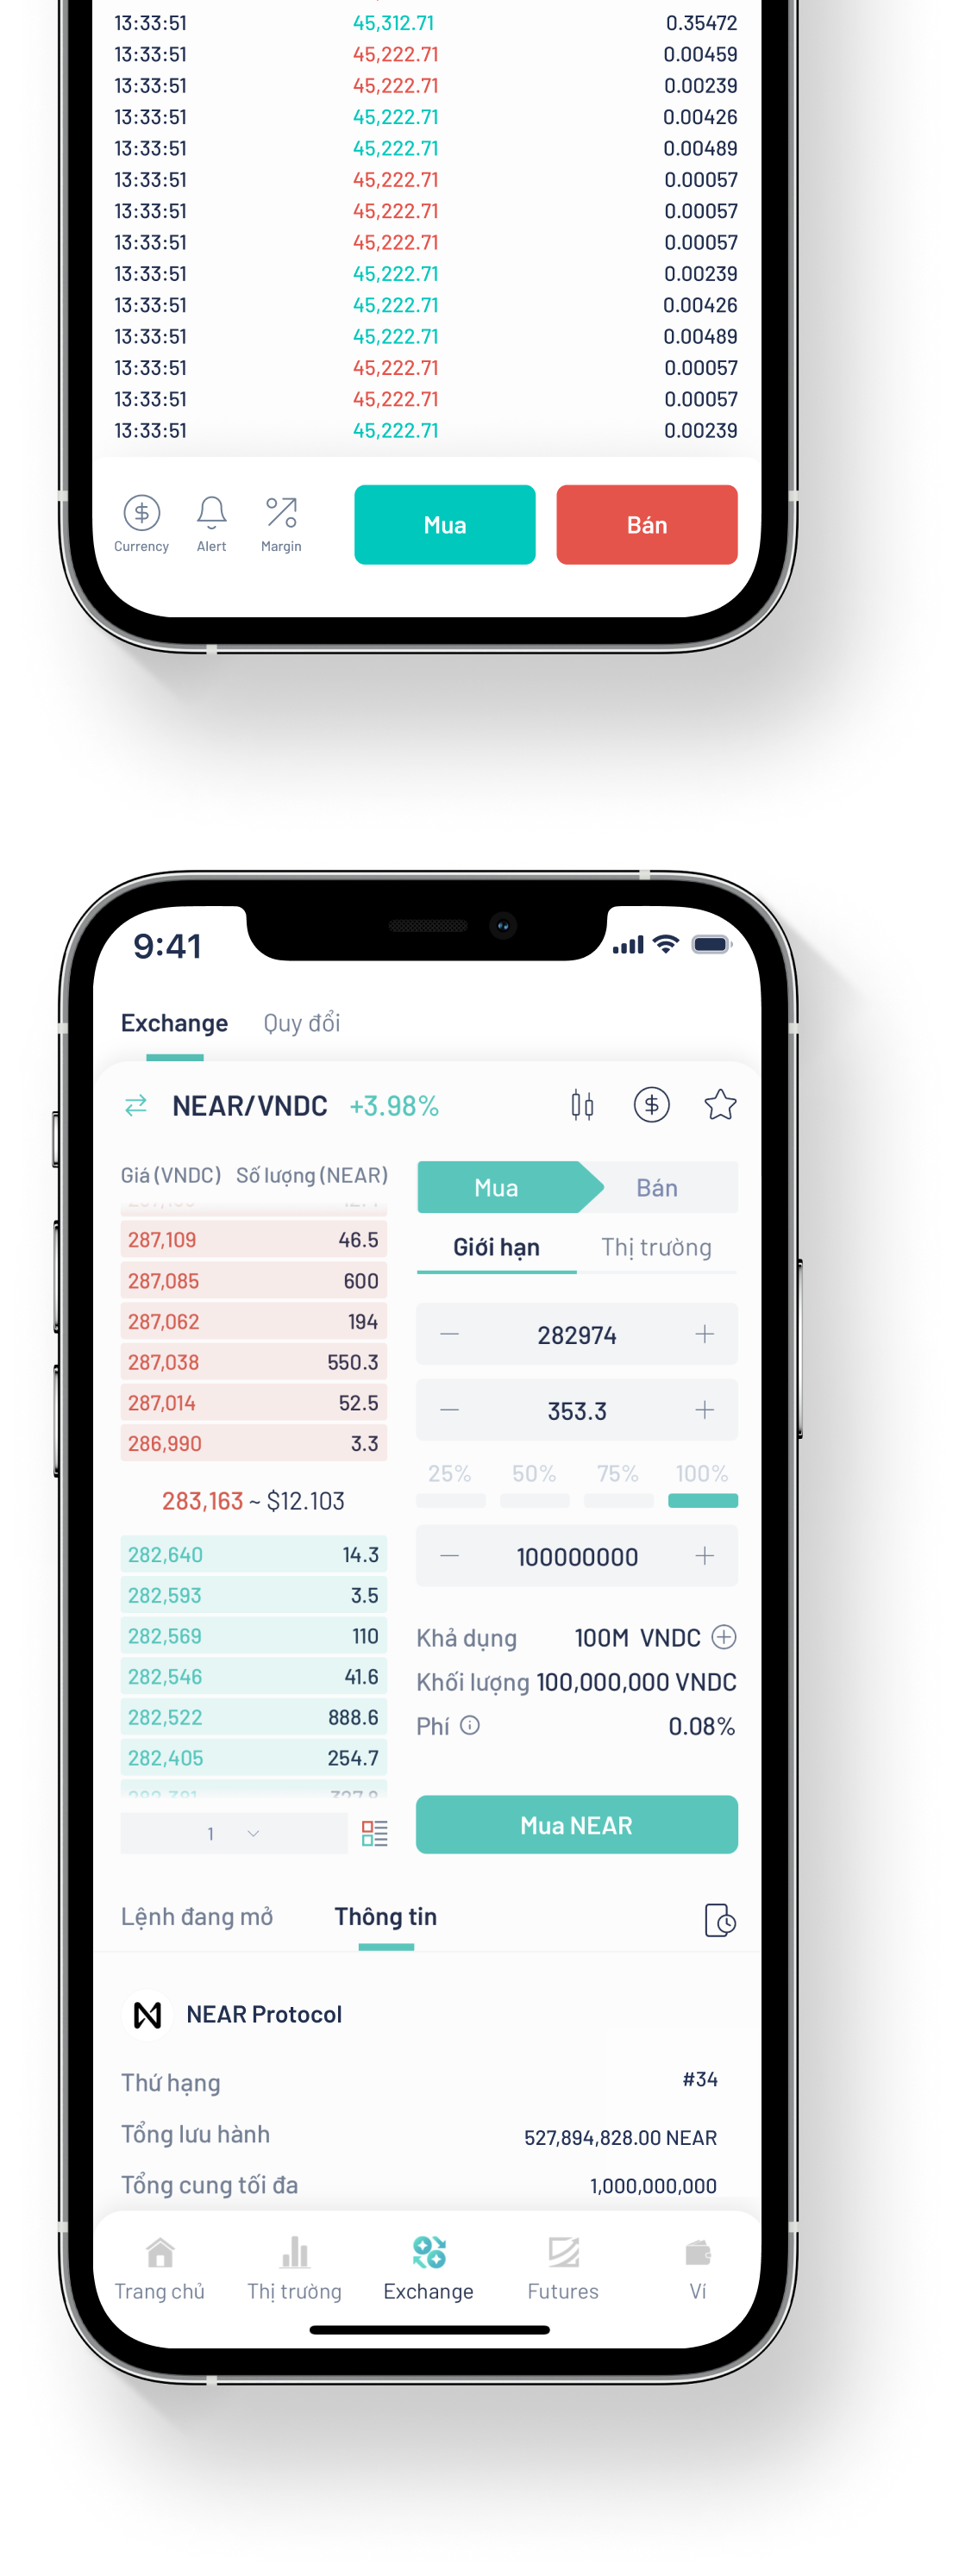 13:33:51 45,312.71 0.35472
13:33:51 45,222.71 0.00459
13:33:51 45,222.71 0.00239
13:33:51 45,222.71 0.00426
13:33:51 45,222.71 0.00489
13:33:51 45,222.71 0.00057
13:33:51 45,222.71 0.00057
13:33:51 45,222.71 0.00057
13:33:51 45,222.71 0.00239
13:33:51 45,222.71 0.00426
13:33:51 45,222.71 0.00489
13:33:51 45,222.71 0.00057
13:33:51 45,222.71 0.00057
13:33:51 45,222.71 0.00239
Currency Alert Margin Mua Bán
9:41
Exchange Quy đổi
NEAR/VNDC +3.98%
Giá (VNDC) Số lượng (NEAR)
287,109 46.5
287,085 600
287,062 194
287,038 550.3
287,014 52.5
286,990 3.3
283,163 ~ $12.103
282,640 14.3
282,593 3.5
282,569 110
282,546 41.6
282,522 888.6
282,405 254.7
1
Mua Bán
Giới hạn Thị trường
− 282974 +
− 353.3 +
25% 50% 75% 100%
− 100000000 +
Khả dụng 100M VNDC
Khối lượng 100,000,000 VNDC
Phí 0.08%
Mua NEAR
Lệnh đang mở Thông tin
NEAR Protocol
Thứ hạng #34
Tổng lưu hành 527,894,828.00 NEAR
Tổng cung tối đa 1,000,000,000
Trang chủ Thị trường Exchange Futures Ví